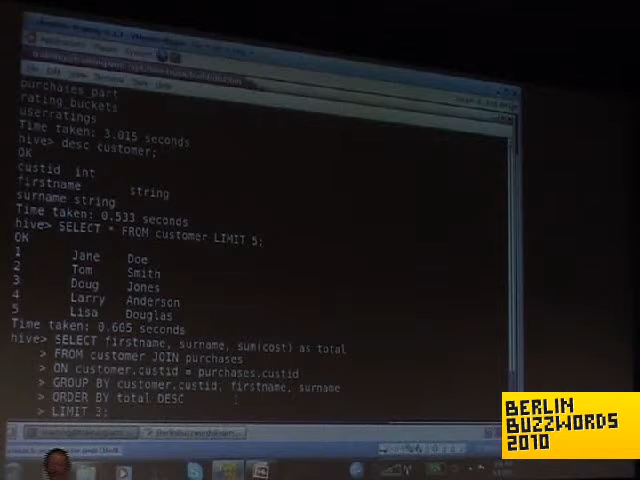 purchases_part
rating_buckets
userratings
Time taken: 3.015 seconds
hive> desc customer;
OK
custid int
firstname string
surname string
Time taken: 0.533 seconds
hive> SELECT * FROM customer LIMIT 5;
OK
1 Jane Doe
2 Tom Smith
3 Doug Jones
4 Larry Anderson
5 Lisa Douglas
Time taken: 0.605 seconds
hive> SELECT firstname, surname, sum(cost) as total
> FROM customer JOIN purchases
> ON customer.custid = purchases.custid
> GROUP BY customer.custid, firstname, surname
> ORDER BY total DESC
> LIMIT 3;
BERLIN
BUZZWORDS
2010